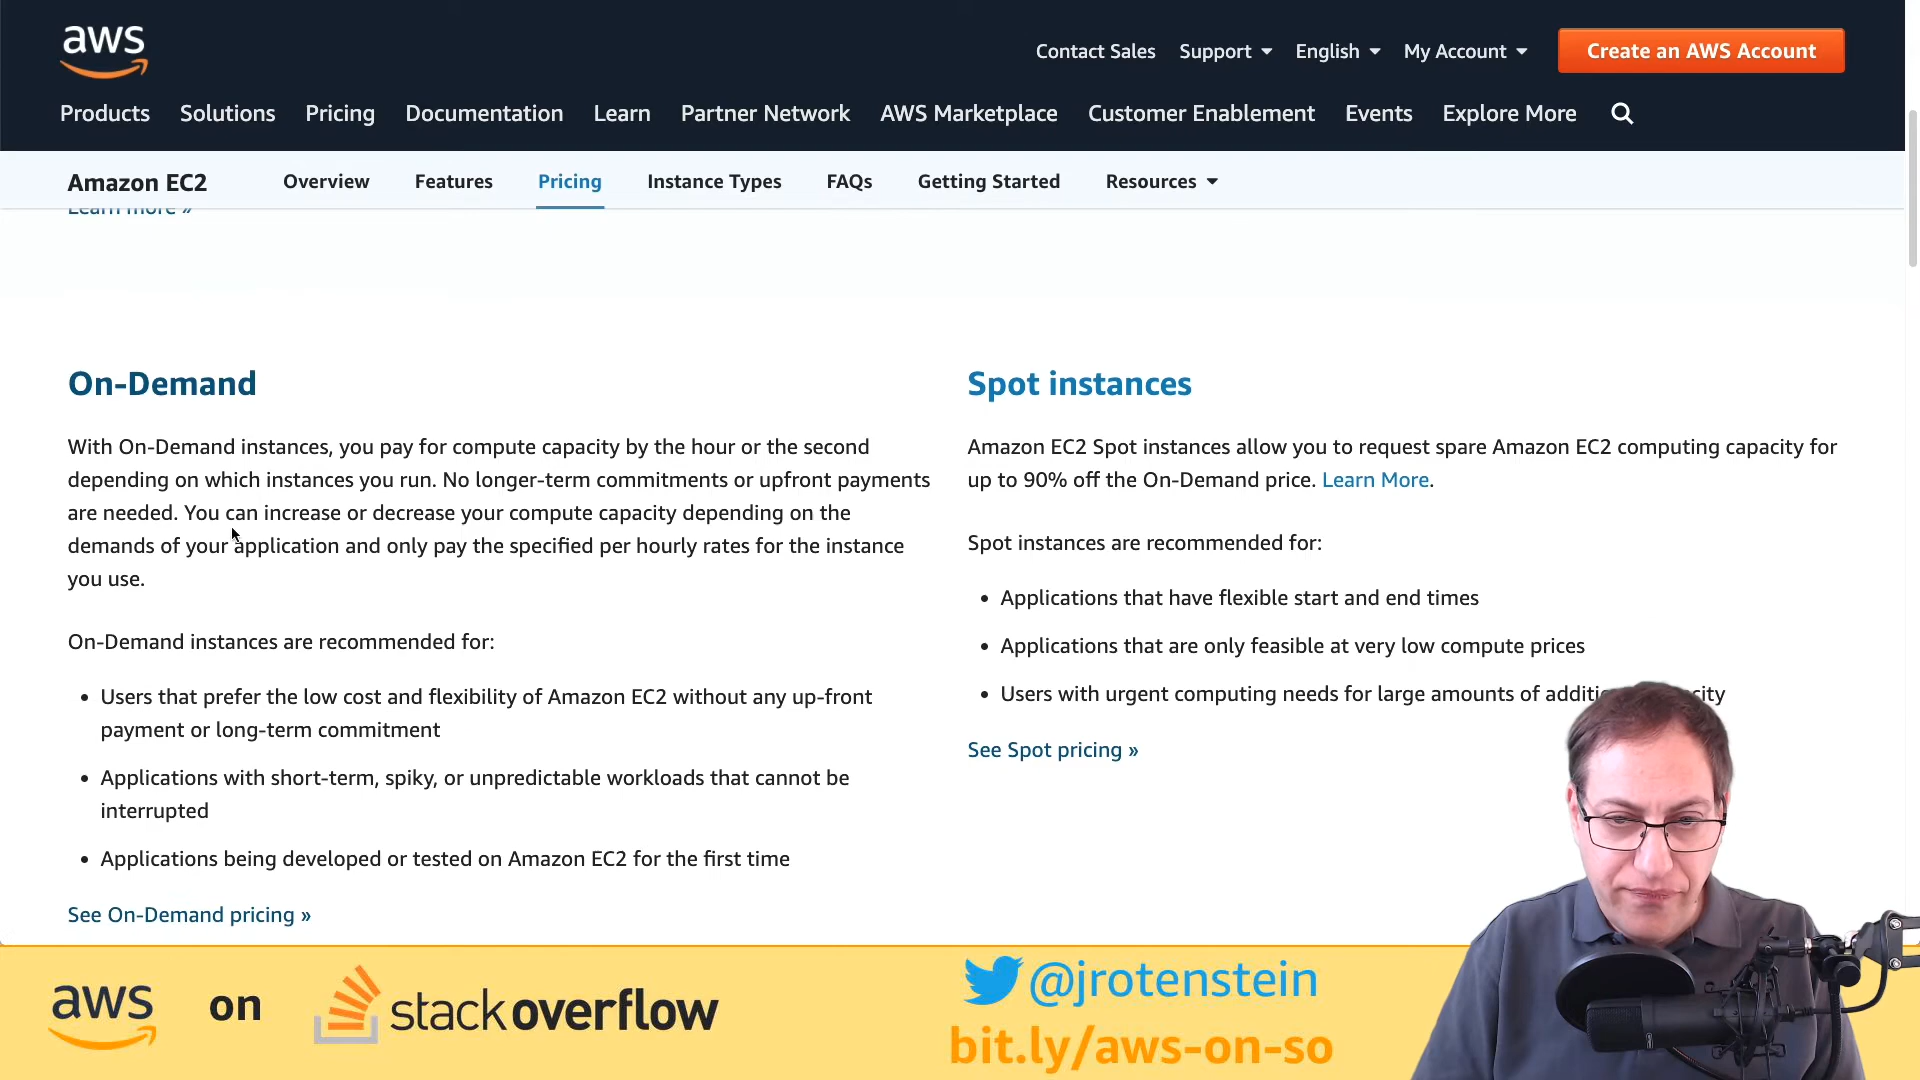 aws
Contact Sales Support English My Account Create an AWS Account
Products Solutions Pricing Documentation Learn Partner Network AWS Marketplace Customer Enablement Events Explore More
Amazon EC2 Overview Features Pricing Instance Types FAQs Getting Started Resources
Learn more »
On-Demand
With On-Demand instances, you pay for compute capacity by the hour or the second
depending on which instances you run. No longer-term commitments or upfront payments
are needed. You can increase or decrease your compute capacity depending on the
demands of your application and only pay the specified per hourly rates for the instance
you use.
On-Demand instances are recommended for:
• Users that prefer the low cost and flexibility of Amazon EC2 without any up-front
payment or long-term commitment
• Applications with short-term, spiky, or unpredictable workloads that cannot be
interrupted
• Applications being developed or tested on Amazon EC2 for the first time
See On-Demand pricing »
Spot instances
Amazon EC2 Spot instances allow you to request spare Amazon EC2 computing capacity for
up to 90% off the On-Demand price. Learn More.
Spot instances are recommended for:
• Applications that have flexible start and end times
• Applications that are only feasible at very low compute prices
• Users with urgent computing needs for large amounts of
See Spot pricing »
aws on stackoverflow
@jrotenstein
bit.ly/aws-on-so